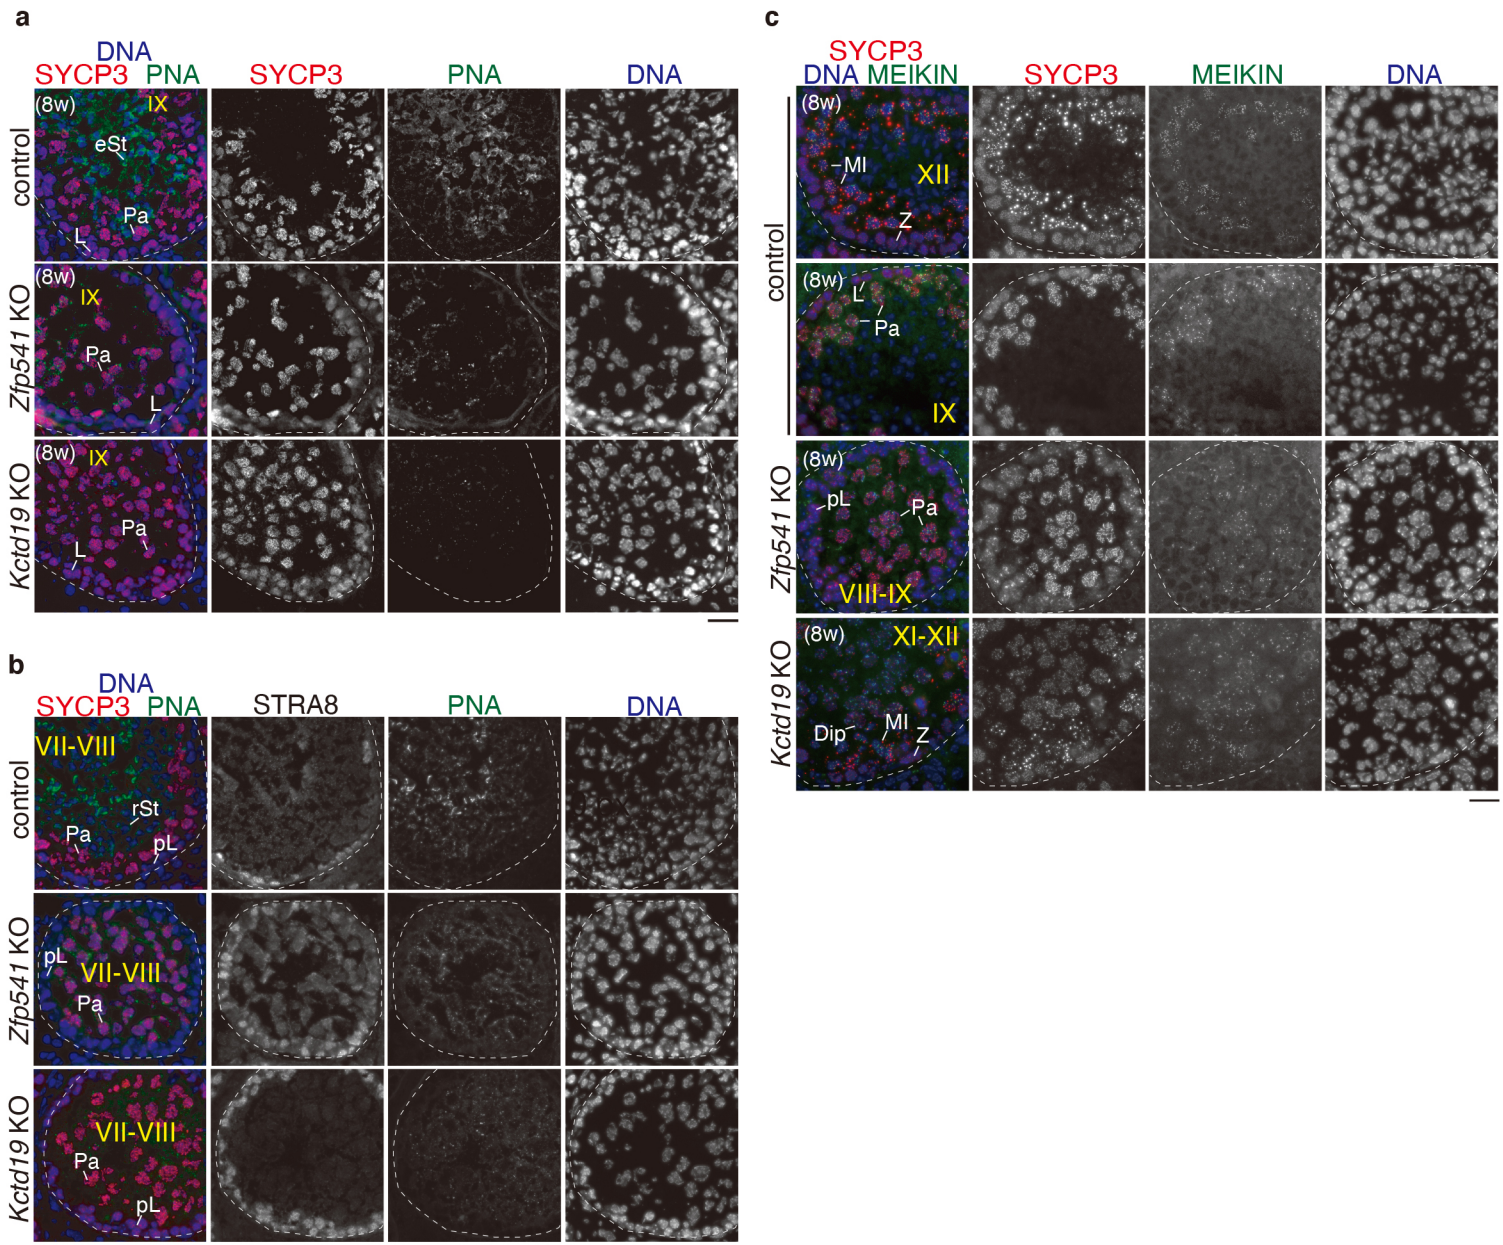 a
DNA
SYCP3 PNA
SYCP3
PNA
DNA
control
(8w)
IX
eSt
Pa
L
Zfp541 KO
(8w)
IX
Pa
L
Kctd19 KO
(8w)
IX
Pa
L
b
DNA
SYCP3 PNA
STRA8
PNA
DNA
control
VII-VIII
rSt
Pa
pL
Zfp541 KO
pL
VII-VIII
Pa
Kctd19 KO
VII-VIII
Pa
pL
c
SYCP3
DNA MEIKIN
SYCP3
MEIKIN
DNA
control
(8w)
MI
XII
Z
(8w)
L
Pa
IX
Zfp541 KO
(8w)
pL
Pa
VIII-IX
Kctd19 KO
(8w)
XI-XII
Dip
MI
Z